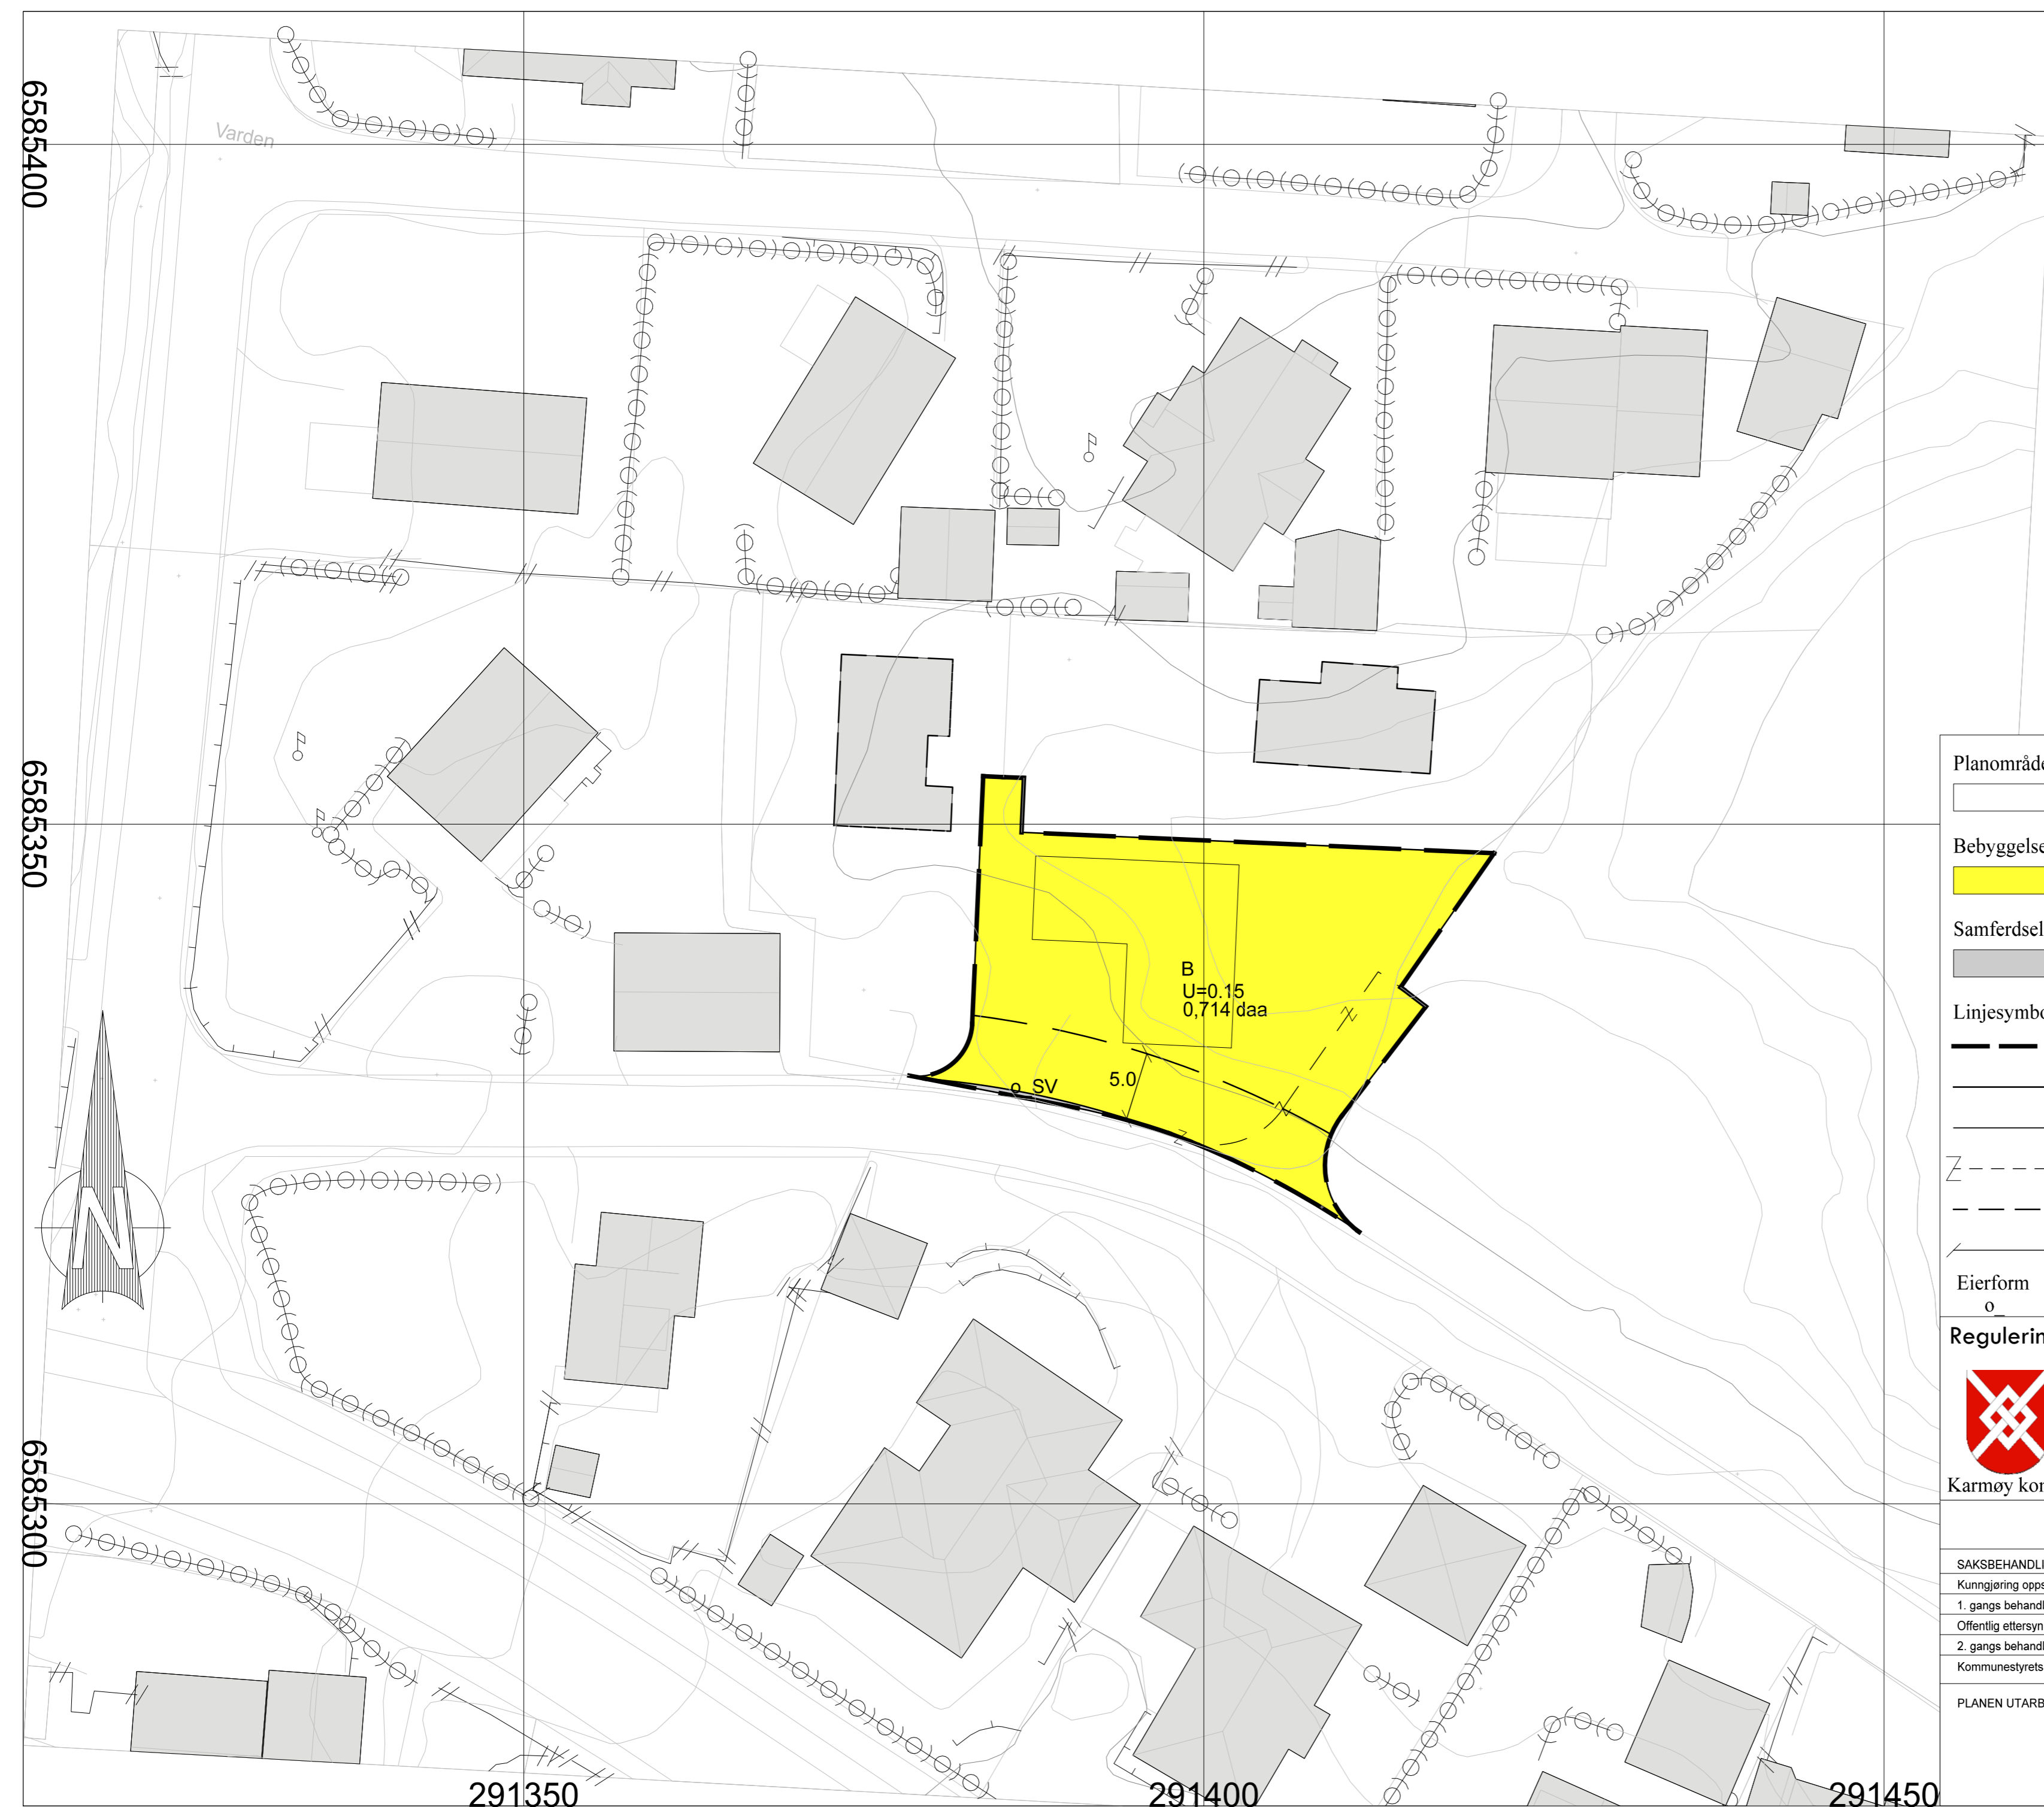 6585400
Varden
6585350
B
U=0.15
0,714 daa
o_SV
5.0
N
6585300
291350
291400
291450
Planområde
Bebyggelse
Samferdsel
Linjesymbo
Eierform
o_
Regulerin
Karmøy kom
SAKSBEHANDLI
Kunngjøring opps
1. gangs behandl
Offentlig ettersyn
2. gangs behandl
Kommunestyrets
PLANEN UTARB